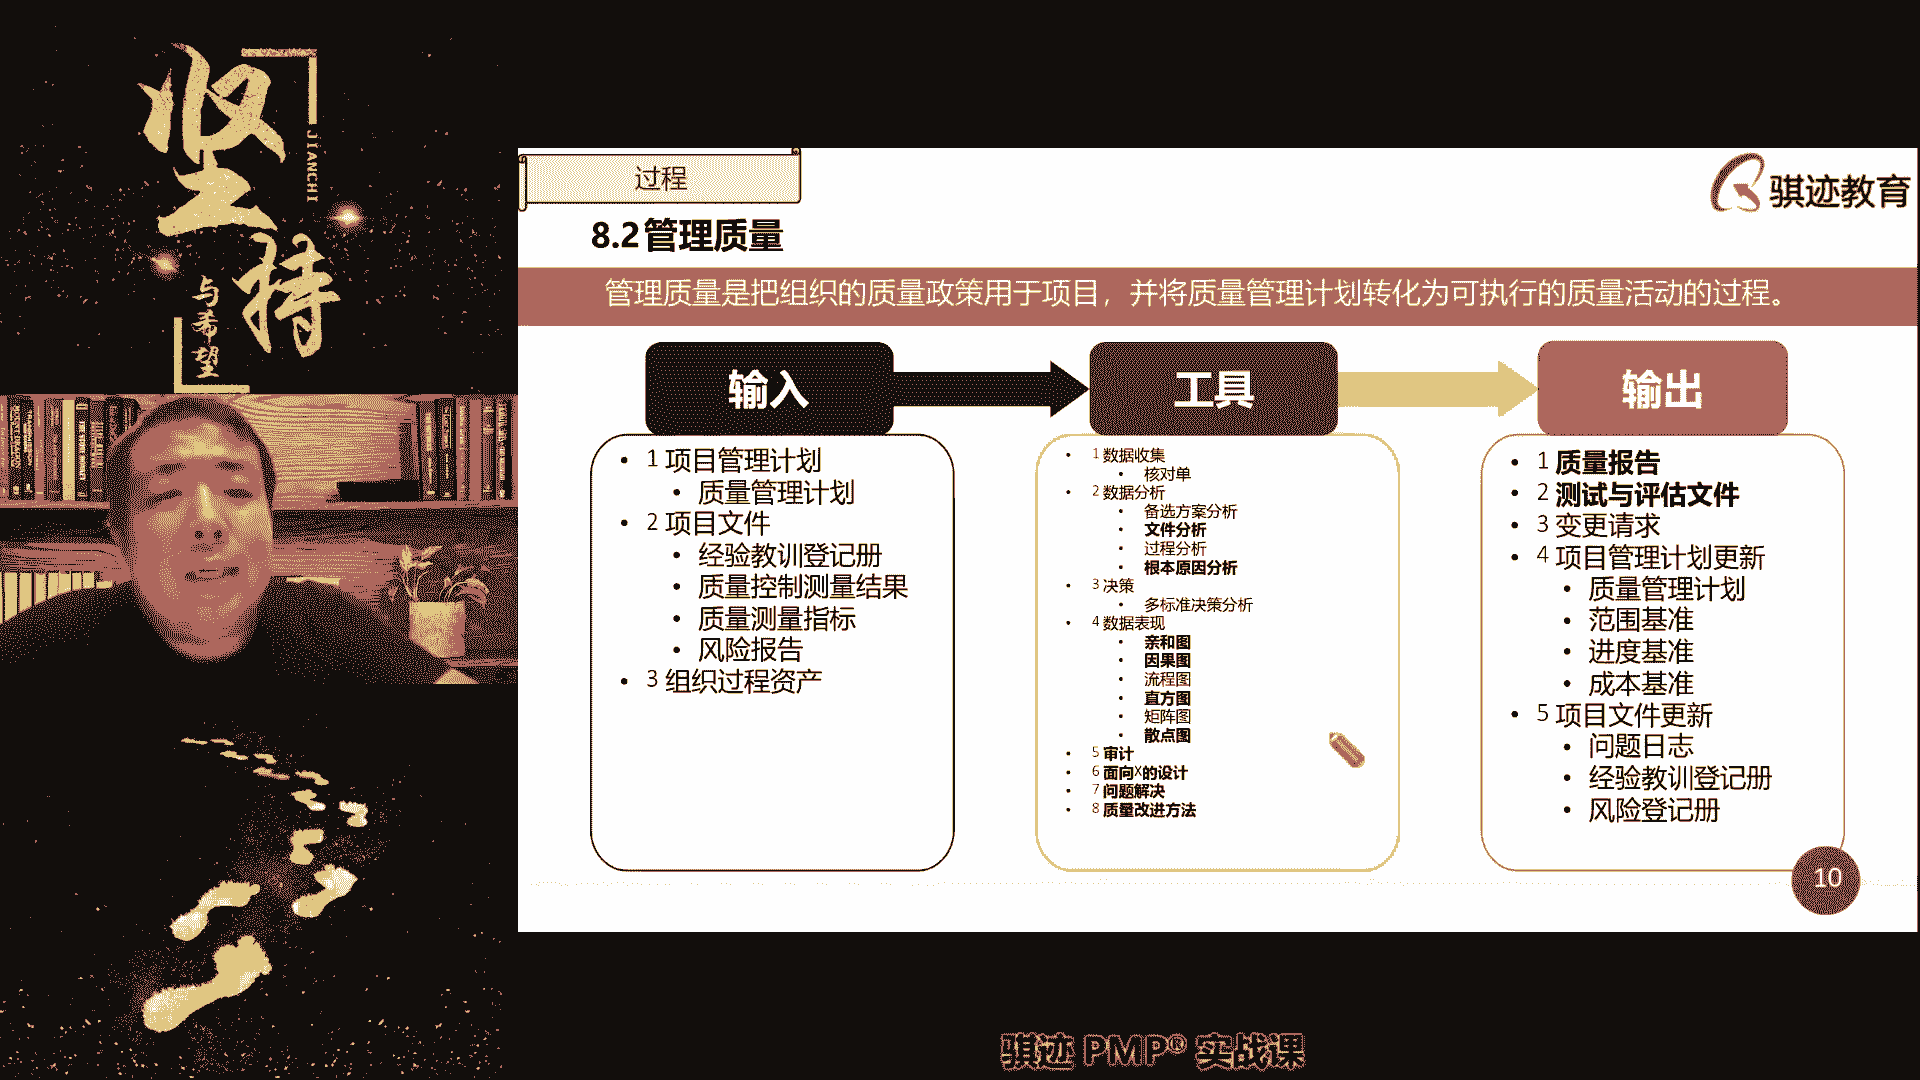 坚持
JIANCHI
与希望
过程
骐迹教育
8.2管理质量
管理质量是把组织的质量政策用于项目，并将质量管理计划转化为可执行的质量活动的过程。
输入
• 1 项目管理计划
• 质量管理计划
• 2 项目文件
• 经验教训登记册
• 质量控制测量结果
• 质量测量指标
• 风险报告
• 3 组织过程资产
工具
• 1 数据收集
• 核对单
• 2 数据分析
• 备选方案分析
• 文件分析
• 过程分析
• 根本原因分析
• 3 决策
• 多标准决策分析
• 4 数据表现
• 亲和图
• 因果图
• 流程图
• 直方图
• 矩阵图
• 散点图
• 5 审计
• 6 面向X的设计
• 7 问题解决
• 8 质量改进方法
输出
• 1 质量报告
• 2 测试与评估文件
• 3 变更请求
• 4 项目管理计划更新
• 质量管理计划
• 范围基准
• 进度基准
• 成本基准
• 5 项目文件更新
• 问题日志
• 经验教训登记册
• 风险登记册
10
骐迹 PMP® 实战课